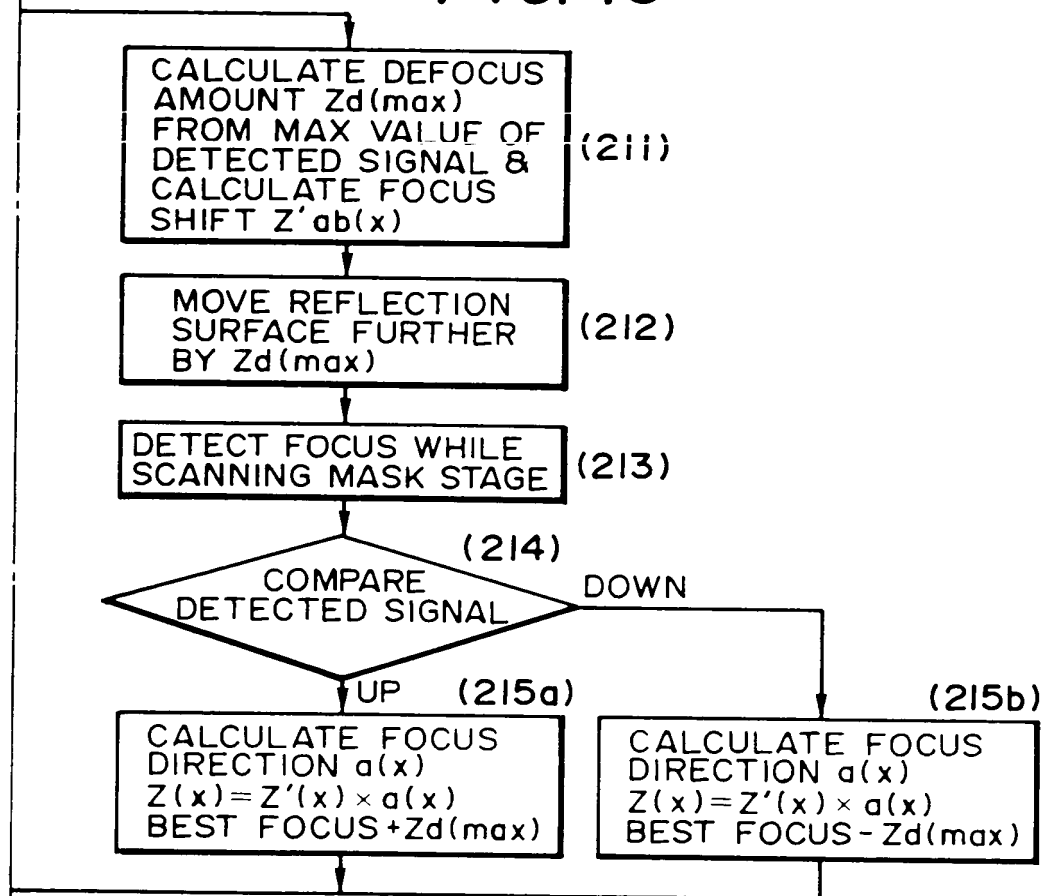 CALCULATE DEFOCUS
AMOUNT Zd(max)
FROM MAX VALUE OF
DETECTED SIGNAL &
CALCULATE FOCUS
SHIFT Z'ab(x)
(211)
MOVE REFLECTION
SURFACE FURTHER
BY Zd(max)
(212)
DETECT FOCUS WHILE
SCANNING MASK STAGE
(213)
(214)
COMPARE
DETECTED SIGNAL
DOWN
UP
(215a)
CALCULATE FOCUS
DIRECTION a(x)
Z(x)=Z'(x)×a(x)
BEST FOCUS+Zd(max)
(215b)
CALCULATE FOCUS
DIRECTION a(x)
Z(x)=Z'(x)×a(x)
BEST FOCUS-Zd(max)